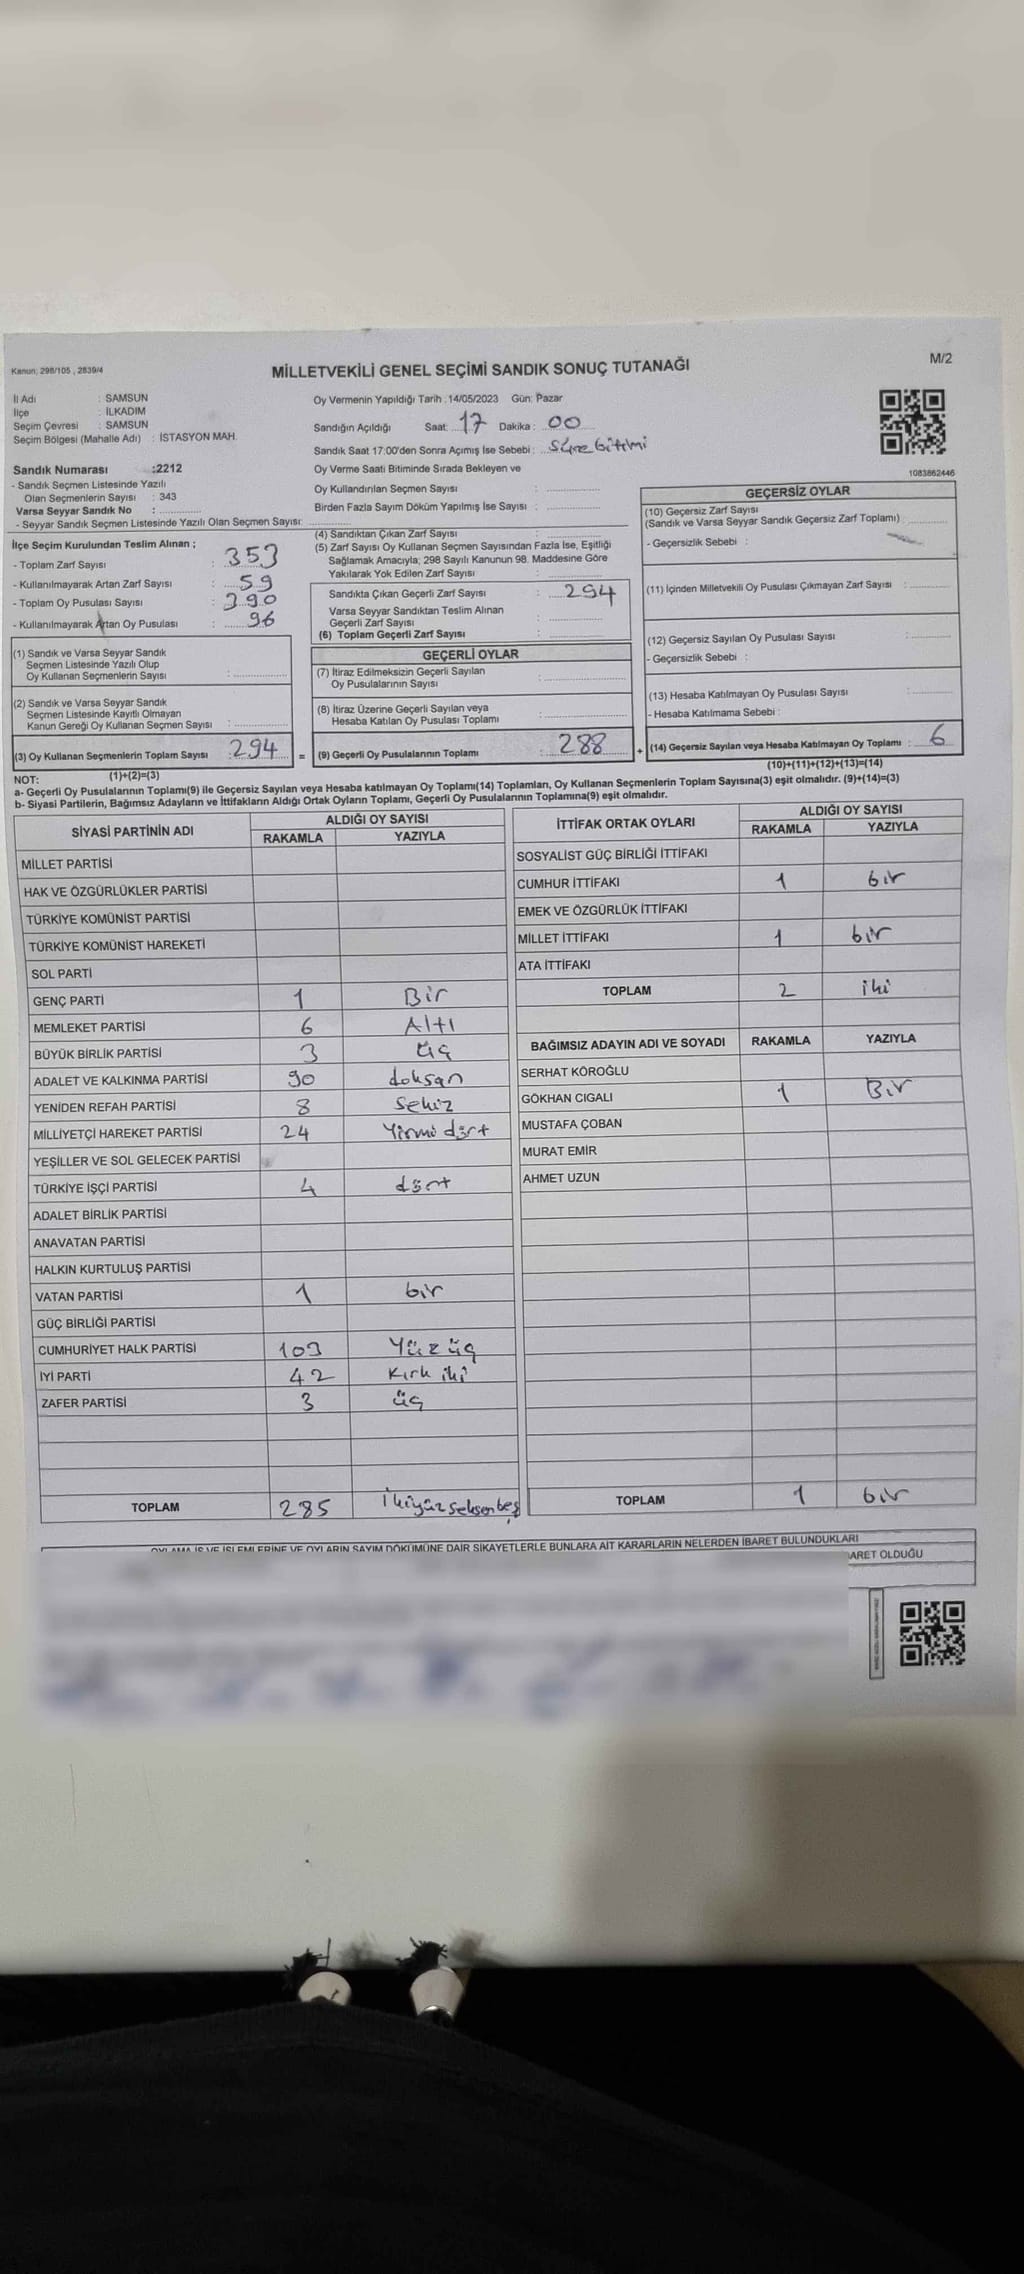 Kanun; 298/105 , 2839/4
MİLLETVEKİLİ GENEL SEÇİMİ SANDIK SONUÇ TUTANAĞI
M/2
İl Adı : SAMSUN
İlçe : İLKADIM
Seçim Çevresi : SAMSUN
Seçim Bölgesi (Mahalle Adı) : İSTASYON MAH.
Sandık Numarası :2212
- Sandık Seçmen Listesinde Yazılı
Olan Seçmenlerin Sayısı : 343
Varsa Seyyar Sandık No :
- Seyyar Sandık Seçmen Listesinde Yazılı Olan Seçmen Sayısı:
Oy Vermenin Yapıldığı Tarih :14/05/2023 Gün: Pazar
Sandığın Açıldığı Saat: 17 Dakika : 00
Sandık Saat 17:00'den Sonra Açımış İse Sebebi : Süre bitimi
Oy Verme Saati Bitiminde Sırada Bekleyen ve
Oy Kullandırılan Seçmen Sayısı :
Birden Fazla Sayım Döküm Yapılmış İse Sayısı :
1083862446
İlçe Seçim Kurulundan Teslim Alınan ;
- Toplam Zarf Sayısı : 353
- Kullanılmayarak Artan Zarf Sayısı : 59
- Toplam Oy Pusulası Sayısı : 390
- Kullanılmayarak Artan Oy Pusulası : 96
(4) Sandıktan Çıkan Zarf Sayısı :
(5) Zarf Sayısı Oy Kullanan Seçmen Sayısından Fazla İse, Eşitliği
Sağlamak Amacıyla; 298 Sayılı Kanunun 98. Maddesine Göre
Yakılarak Yok Edilen Zarf Sayısı :
Sandıkta Çıkan Geçerli Zarf Sayısı : 294
Varsa Seyyar Sandıktan Teslim Alınan
Geçerli Zarf Sayısı :
(6) Toplam Geçerli Zarf Sayısı :
GEÇERSİZ OYLAR
(10) Geçersiz Zarf Sayısı
(Sandık ve Varsa Seyyar Sandık Geçersiz Zarf Toplamı) :
- Geçersizlik Sebebi :
(11) İçinden Milletvekili Oy Pusulası Çıkmayan Zarf Sayısı :
(12) Geçersiz Sayılan Oy Pusulası Sayısı :
- Geçersizlik Sebebi :
(13) Hesaba Katılmayan Oy Pusulası Sayısı :
- Hesaba Katılmama Sebebi :
(1) Sandık ve Varsa Seyyar Sandık
Seçmen Listesinde Yazılı Olup
Oy Kullanan Seçmenlerin Sayısı :
(2) Sandık ve Varsa Seyyar Sandık
Seçmen Listesinde Kayıtlı Olmayan
Kanun Gereği Oy Kullanan Seçmen Sayısı :
GEÇERLİ OYLAR
(7) İtiraz Edilmeksizin Geçerli Sayılan
Oy Pusulalarının Sayısı :
(8) İtiraz Üzerine Geçerli Sayılan veya
Hesaba Katılan Oy Pusulası Toplamı :
(3) Oy Kullanan Seçmenlerin Toplam Sayısı : 294 = (9) Geçerli Oy Pusulalarının Toplamı : 288 + (14) Geçersiz Sayılan veya Hesaba Katılmayan Oy Toplamı : 6
NOT: (1)+(2)=(3) (10)+(11)+(12)+(13)=(14)
a- Geçerli Oy Pusulalarının Toplamı(9) ile Geçersiz Sayılan veya Hesaba katılmayan Oy Toplamı(14) Toplamları, Oy Kullanan Seçmenlerin Toplam Sayısına(3) eşit olmalıdır. (9)+(14)=(3)
b- Siyasi Partilerin, Bağımsız Adayların ve İttifakların Aldığı Ortak Oyların Toplamı, Geçerli Oy Pusulalarının Toplamına(9) eşit olmalıdır.
SİYASİ PARTİNİN ADI ALDIĞI OY SAYISI
RAKAMLA YAZIYLA
MİLLET PARTİSİ
HAK VE ÖZGÜRLÜKLER PARTİSİ
TÜRKİYE KOMÜNİST PARTİSİ
TÜRKİYE KOMÜNİST HAREKETİ
SOL PARTİ
GENÇ PARTİ 1 Bir
MEMLEKET PARTİSİ 6 Altı
BÜYÜK BİRLİK PARTİSİ 3 üç
ADALET VE KALKINMA PARTİSİ 90 doksan
YENİDEN REFAH PARTİSİ 8 Sekiz
MİLLİYETÇİ HAREKET PARTİSİ 24 Yirmi dört
YEŞİLLER VE SOL GELECEK PARTİSİ
TÜRKİYE İŞÇİ PARTİSİ 4 dört
ADALET BİRLİK PARTİSİ
ANAVATAN PARTİSİ
HALKIN KURTULUŞ PARTİSİ
VATAN PARTİSİ 1 bir
GÜÇ BİRLİĞİ PARTİSİ
CUMHURİYET HALK PARTİSİ 103 Yüz üç
İYİ PARTİ 42 Kırk iki
ZAFER PARTİSİ 3 üç
TOPLAM 285 İkiyüzseksenbeş
İTTİFAK ORTAK OYLARI ALDIĞI OY SAYISI
RAKAMLA YAZIYLA
SOSYALİST GÜÇ BİRLİĞİ İTTİFAKI
CUMHUR İTTİFAKI 1 bir
EMEK VE ÖZGÜRLÜK İTTİFAKI
MİLLET İTTİFAKI 1 bir
ATA İTTİFAKI
TOPLAM 2 iki
BAĞIMSIZ ADAYIN ADI VE SOYADI RAKAMLA YAZIYLA
SERHAT KÖROĞLU
GÖKHAN CIGALI 1 Bir
MUSTAFA ÇOBAN
MURAT EMİR
AHMET UZUN
TOPLAM 1 bir
OYLAMA İŞ VE İŞLEMLERİNE VE OYLARIN SAYIM DÖKÜMÜNE DAİR ŞİKAYETLERLE BUNLARA AİT KARARLARIN NELERDEN İBARET BULUNDUKLARI
OLDUĞU